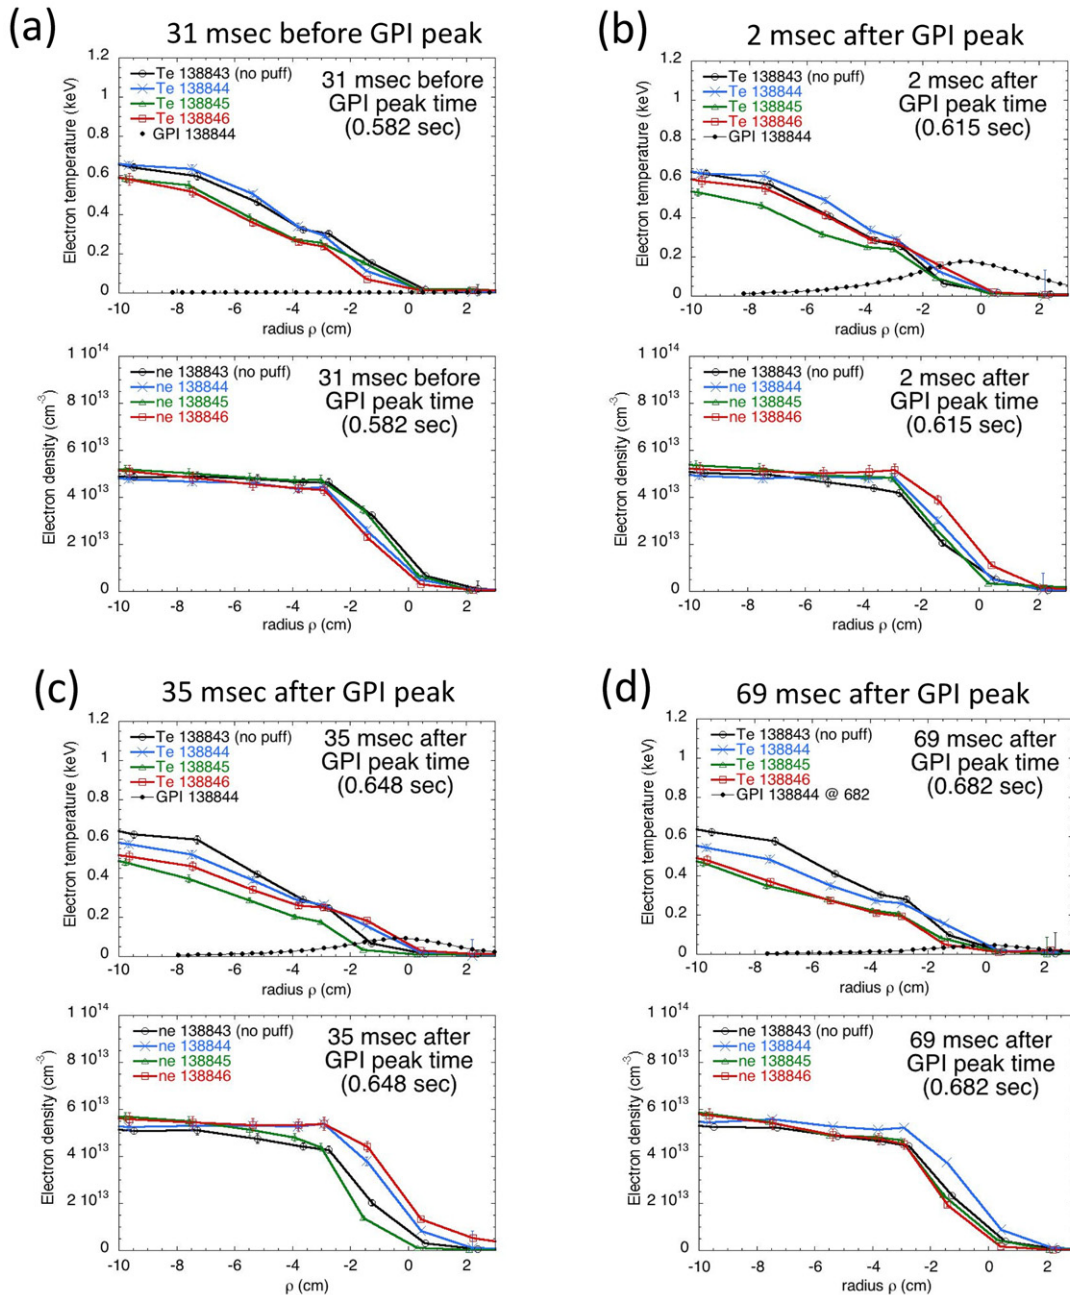 (a)
31 msec before GPI peak
1.2
1
0.8
0.6
0.4
0.2
0
Electron temperature (keV)
Te 138843 (no puff)
Te 138844
Te 138845
Te 138846
GPI 138844
31 msec before
GPI peak time
(0.582 sec)
-10 -8 -6 -4 -2 0 2
radius ρ (cm)
1 10^14
8 10^13
6 10^13
4 10^13
2 10^13
0
Electron density (cm^-3)
ne 138843 (no puff)
ne 138844
ne 138845
ne 138846
31 msec before
GPI peak time
(0.582 sec)
-10 -8 -6 -4 -2 0 2
radius ρ (cm)
(b)
2 msec after GPI peak
1.2
1
0.8
0.6
0.4
0.2
0
Electron temperature (keV)
Te 138843 (no puff)
Te 138844
Te 138845
Te 138846
GPI 138844
2 msec after
GPI peak time
(0.615 sec)
-10 -8 -6 -4 -2 0 2
radius ρ (cm)
1 10^14
8 10^13
6 10^13
4 10^13
2 10^13
0
Electron density (cm^-3)
ne 138843 (no puff)
ne 138844
ne 138845
ne 138846
2 msec after
GPI peak time
(0.615 sec)
-10 -8 -6 -4 -2 0 2
radius ρ (cm)
(c)
35 msec after GPI peak
1.2
1
0.8
0.6
0.4
0.2
0
Electron temperature (keV)
Te 138843 (no puff)
Te 138844
Te 138845
Te 138846
GPI 138844
35 msec after
GPI peak time
(0.648 sec)
-10 -8 -6 -4 -2 0 2
radius ρ (cm)
1 10^14
8 10^13
6 10^13
4 10^13
2 10^13
0
Electron density (cm^-3)
ne 138843 (no puff)
ne 138844
ne 138845
ne 138846
35 msec after
GPI peak time
(0.648 sec)
-10 -8 -6 -4 -2 0 2
ρ (cm)
(d)
69 msec after GPI peak
1.2
1
0.8
0.6
0.4
0.2
0
Electron temperature (keV)
Te 138843 (no puff)
Te 138844
Te 138845
Te 138846
GPI 138844 @ 682
69 msec after
GPI peak time
(0.682 sec)
-10 -8 -6 -4 -2 0 2
radius ρ (cm)
1 10^14
8 10^13
6 10^13
4 10^13
2 10^13
0
Electron density (cm^-3)
ne 138843 (no puff)
ne 138844
ne 138845
ne 138846
69 msec after
GPI peak time
(0.682 sec)
-10 -8 -6 -4 -2 0 2
radius ρ (cm)